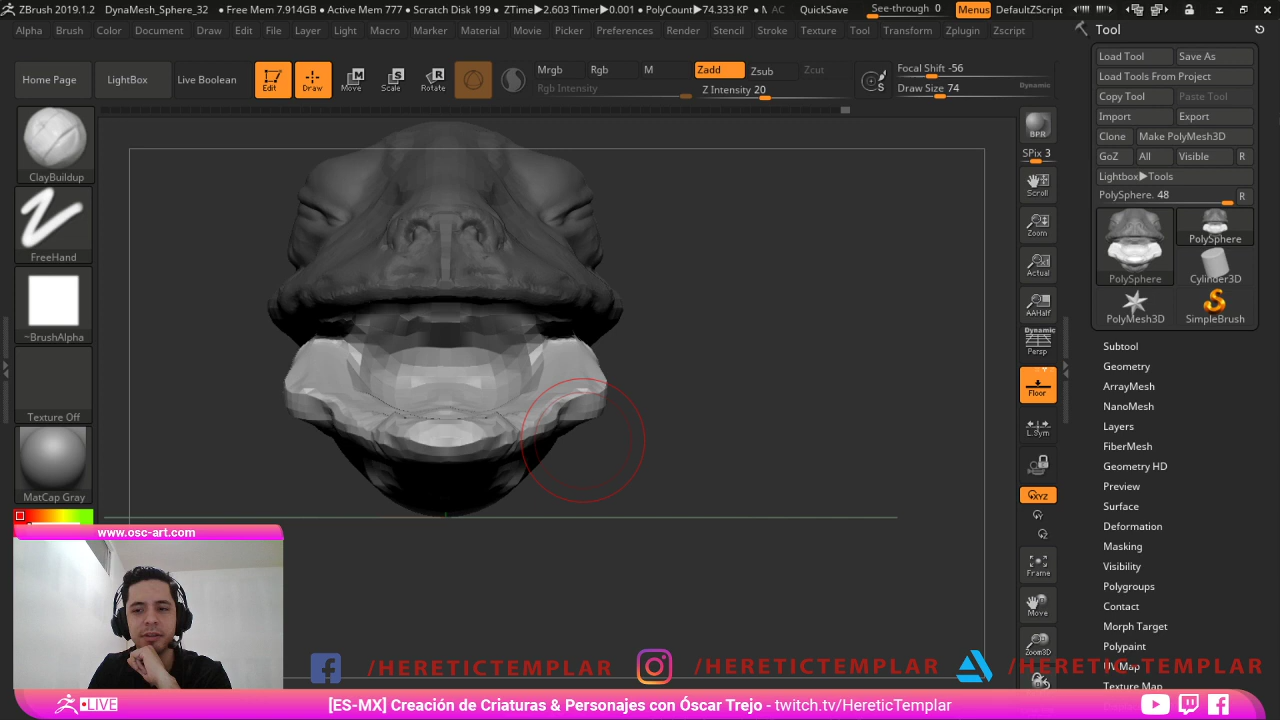 ZBrush 2019.1.2 DynaMesh_Sphere_32 ● Free Mem 7.914GB ● Active Mem 777 ● Scratch Disk 199 ● ZTime▶2.603 Timer▶0.001 ● PolyCount▶74.333 KP ● M AC QuickSave See-through 0 Menus DefaultZScript
Alpha Brush Color Document Draw Edit File Layer Light Macro Marker Material Movie Picker Preferences Render Stencil Stroke Texture Tool Transform Zplugin Zscript
Home Page LightBox Live Boolean Edit Draw Move Scale Rotate
Mrgb Rgb M Zadd Zsub Zcut
Rgb Intensity Z Intensity 20
Focal Shift -56
Draw Size 74 Dynamic
ClayBuildup
FreeHand
~BrushAlpha
Texture Off
MatCap Gray
BPR
SPix 3
Scroll
Zoom
Actual
AAHalf
Dynamic
Persp
Floor
L.Sym
XYZ
Y
Z
Frame
Move
Zoom3D
Tool
Load Tool Save As
Load Tools From Project
Copy Tool Paste Tool
Import Export
Clone Make PolyMesh3D
GoZ All Visible R
Lightbox▶Tools
PolySphere. 48 R
PolySphere
PolySphere
Cylinder3D
PolyMesh3D
SimpleBrush
Subtool
Geometry
ArrayMesh
NanoMesh
Layers
FiberMesh
Geometry HD
Preview
Surface
Deformation
Masking
Visibility
Polygroups
Contact
Morph Target
Polypaint
UV Map
Texture Map
www.osc-art.com
/HERETICTEMPLAR /HERETICTEMPLAR /HERETICTEMPLAR
LIVE
[ES-MX] Creación de Criaturas & Personajes con Óscar Trejo - twitch.tv/HereticTemplar